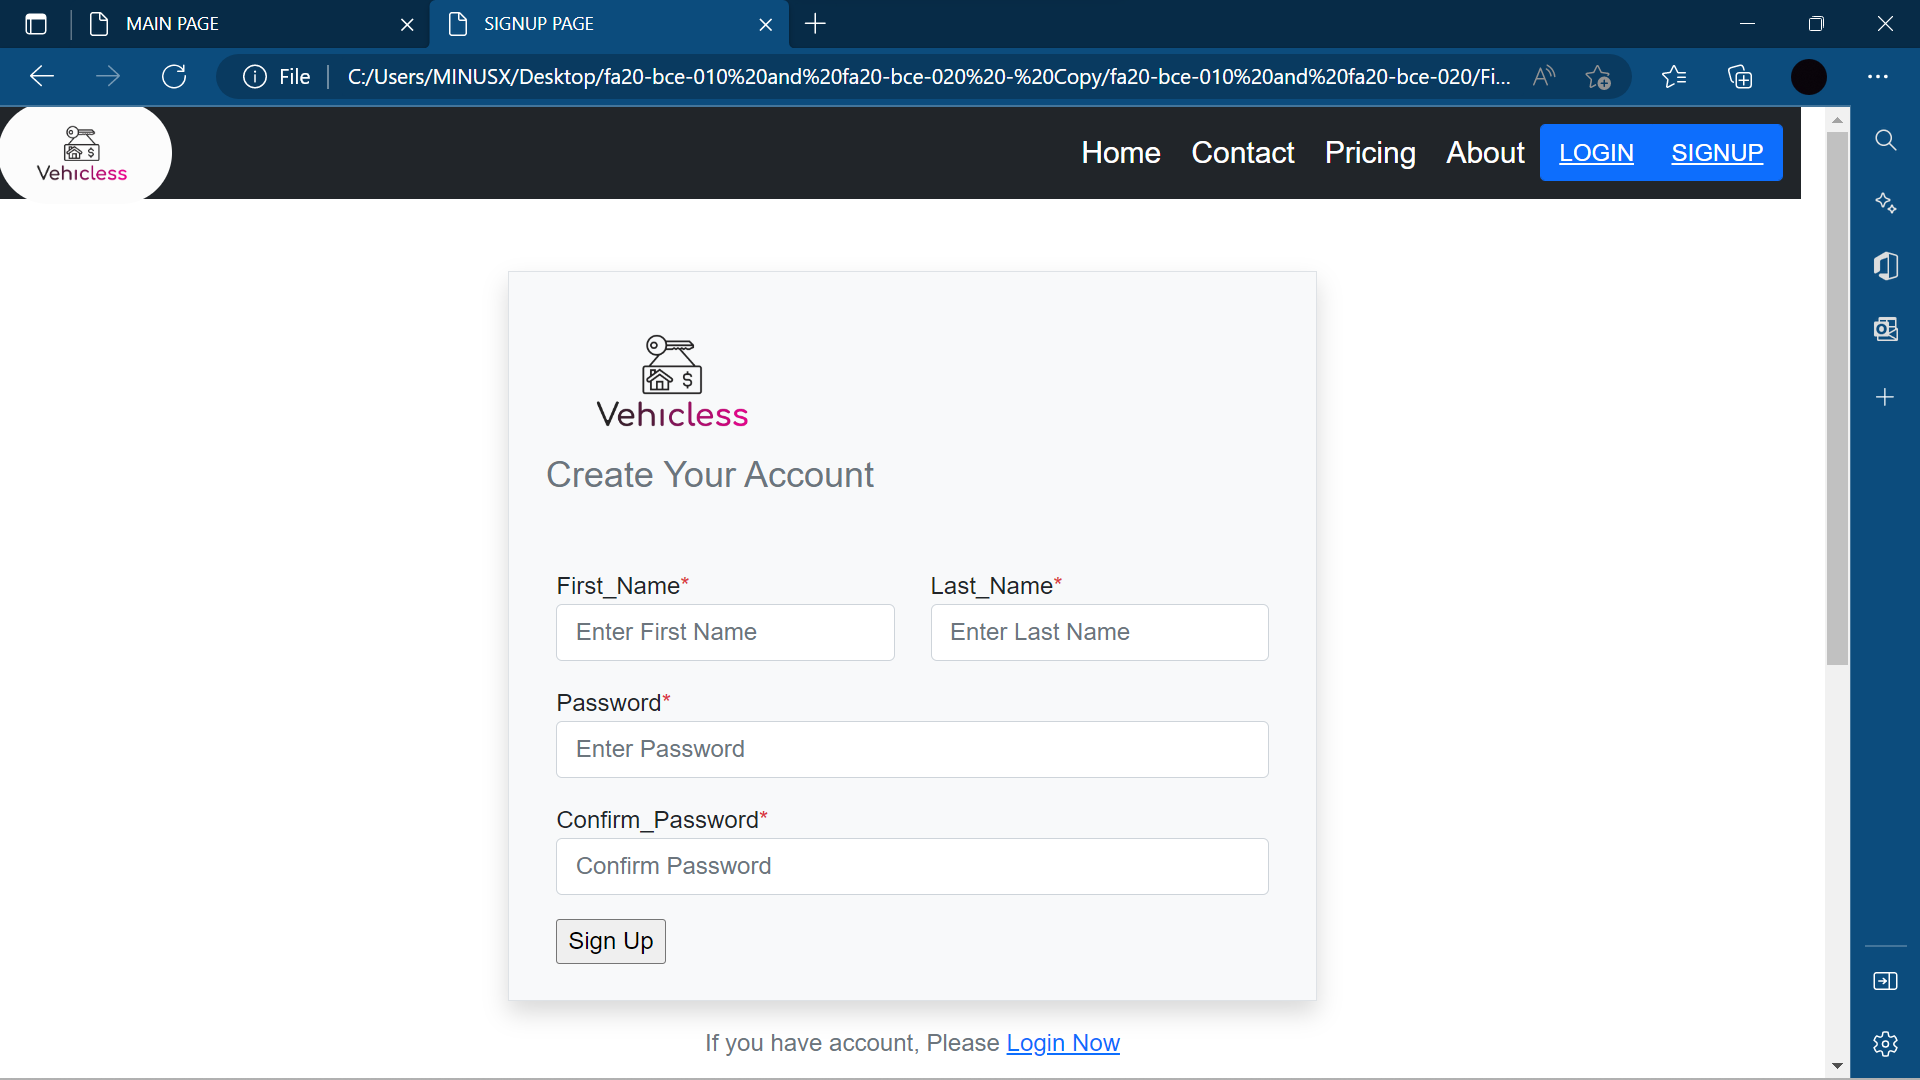 MAIN PAGE
SIGNUP PAGE
File
C:/Users/MINUSX/Desktop/fa20-bce-010%20and%20fa20-bce-020%20-%20Copy/fa20-bce-010%20and%20fa20-bce-020/Fi...
$
Vehicless
Home
Contact
Pricing
About
LOGIN
SIGNUP
$
Vehicless
Create Your Account
First_Name*
Last_Name*
Enter First Name
Enter Last Name
Password*
Enter Password
Confirm_Password*
Confirm Password
Sign Up
If you have account, Please Login Now